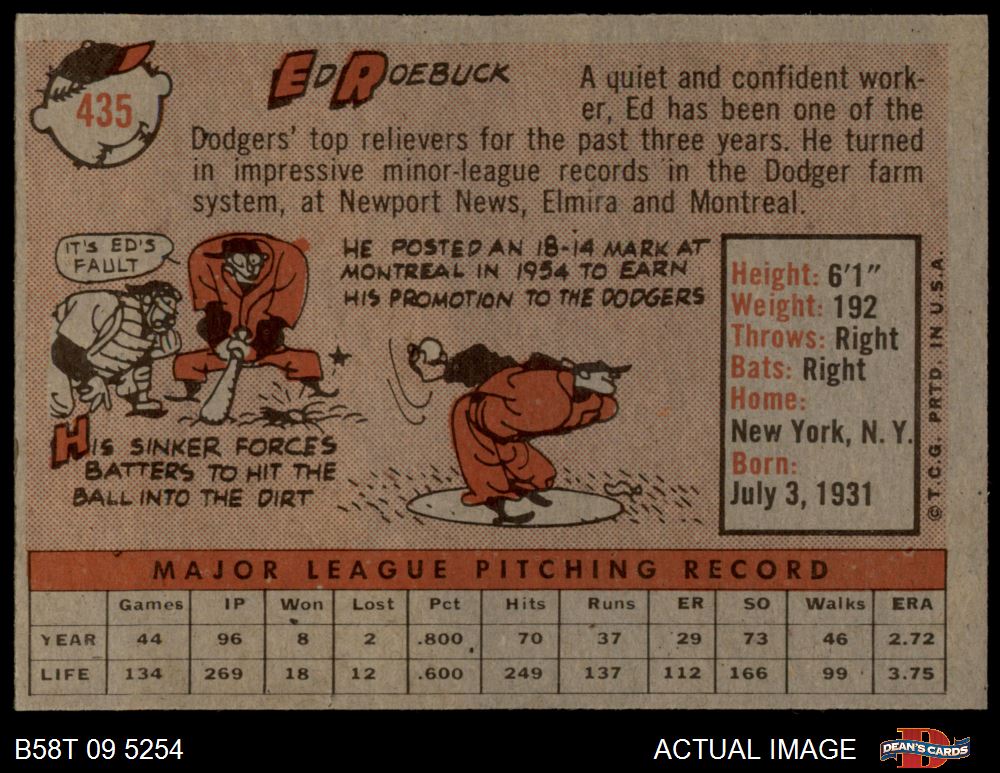 435
ED ROEBUCK
A quiet and confident work-
er, Ed has been one of the
Dodgers' top relievers for the past three years. He turned
in impressive minor-league records in the Dodger farm
system, at Newport News, Elmira and Montreal.
IT'S ED'S
FAULT
HIS SINKER FORCES
BATTERS TO HIT THE
BALL INTO THE DIRT
HE POSTED AN 18-14 MARK AT
MONTREAL IN 1954 TO EARN
HIS PROMOTION TO THE DODGERS
Height: 6'1"
Weight: 192
Throws: Right
Bats: Right
Home:
New York, N. Y.
Born:
July 3, 1931
©T.C.G. PRTD. IN U.S.A.
MAJOR LEAGUE PITCHING RECORD
Games IP Won Lost Pct Hits Runs ER SO Walks ERA
YEAR 44 96 8 2 .800 70 37 29 73 46 2.72
LIFE 134 269 18 12 .600 249 137 112 166 99 3.75
B58T 09 5254
ACTUAL IMAGE
DEAN'S CARDS